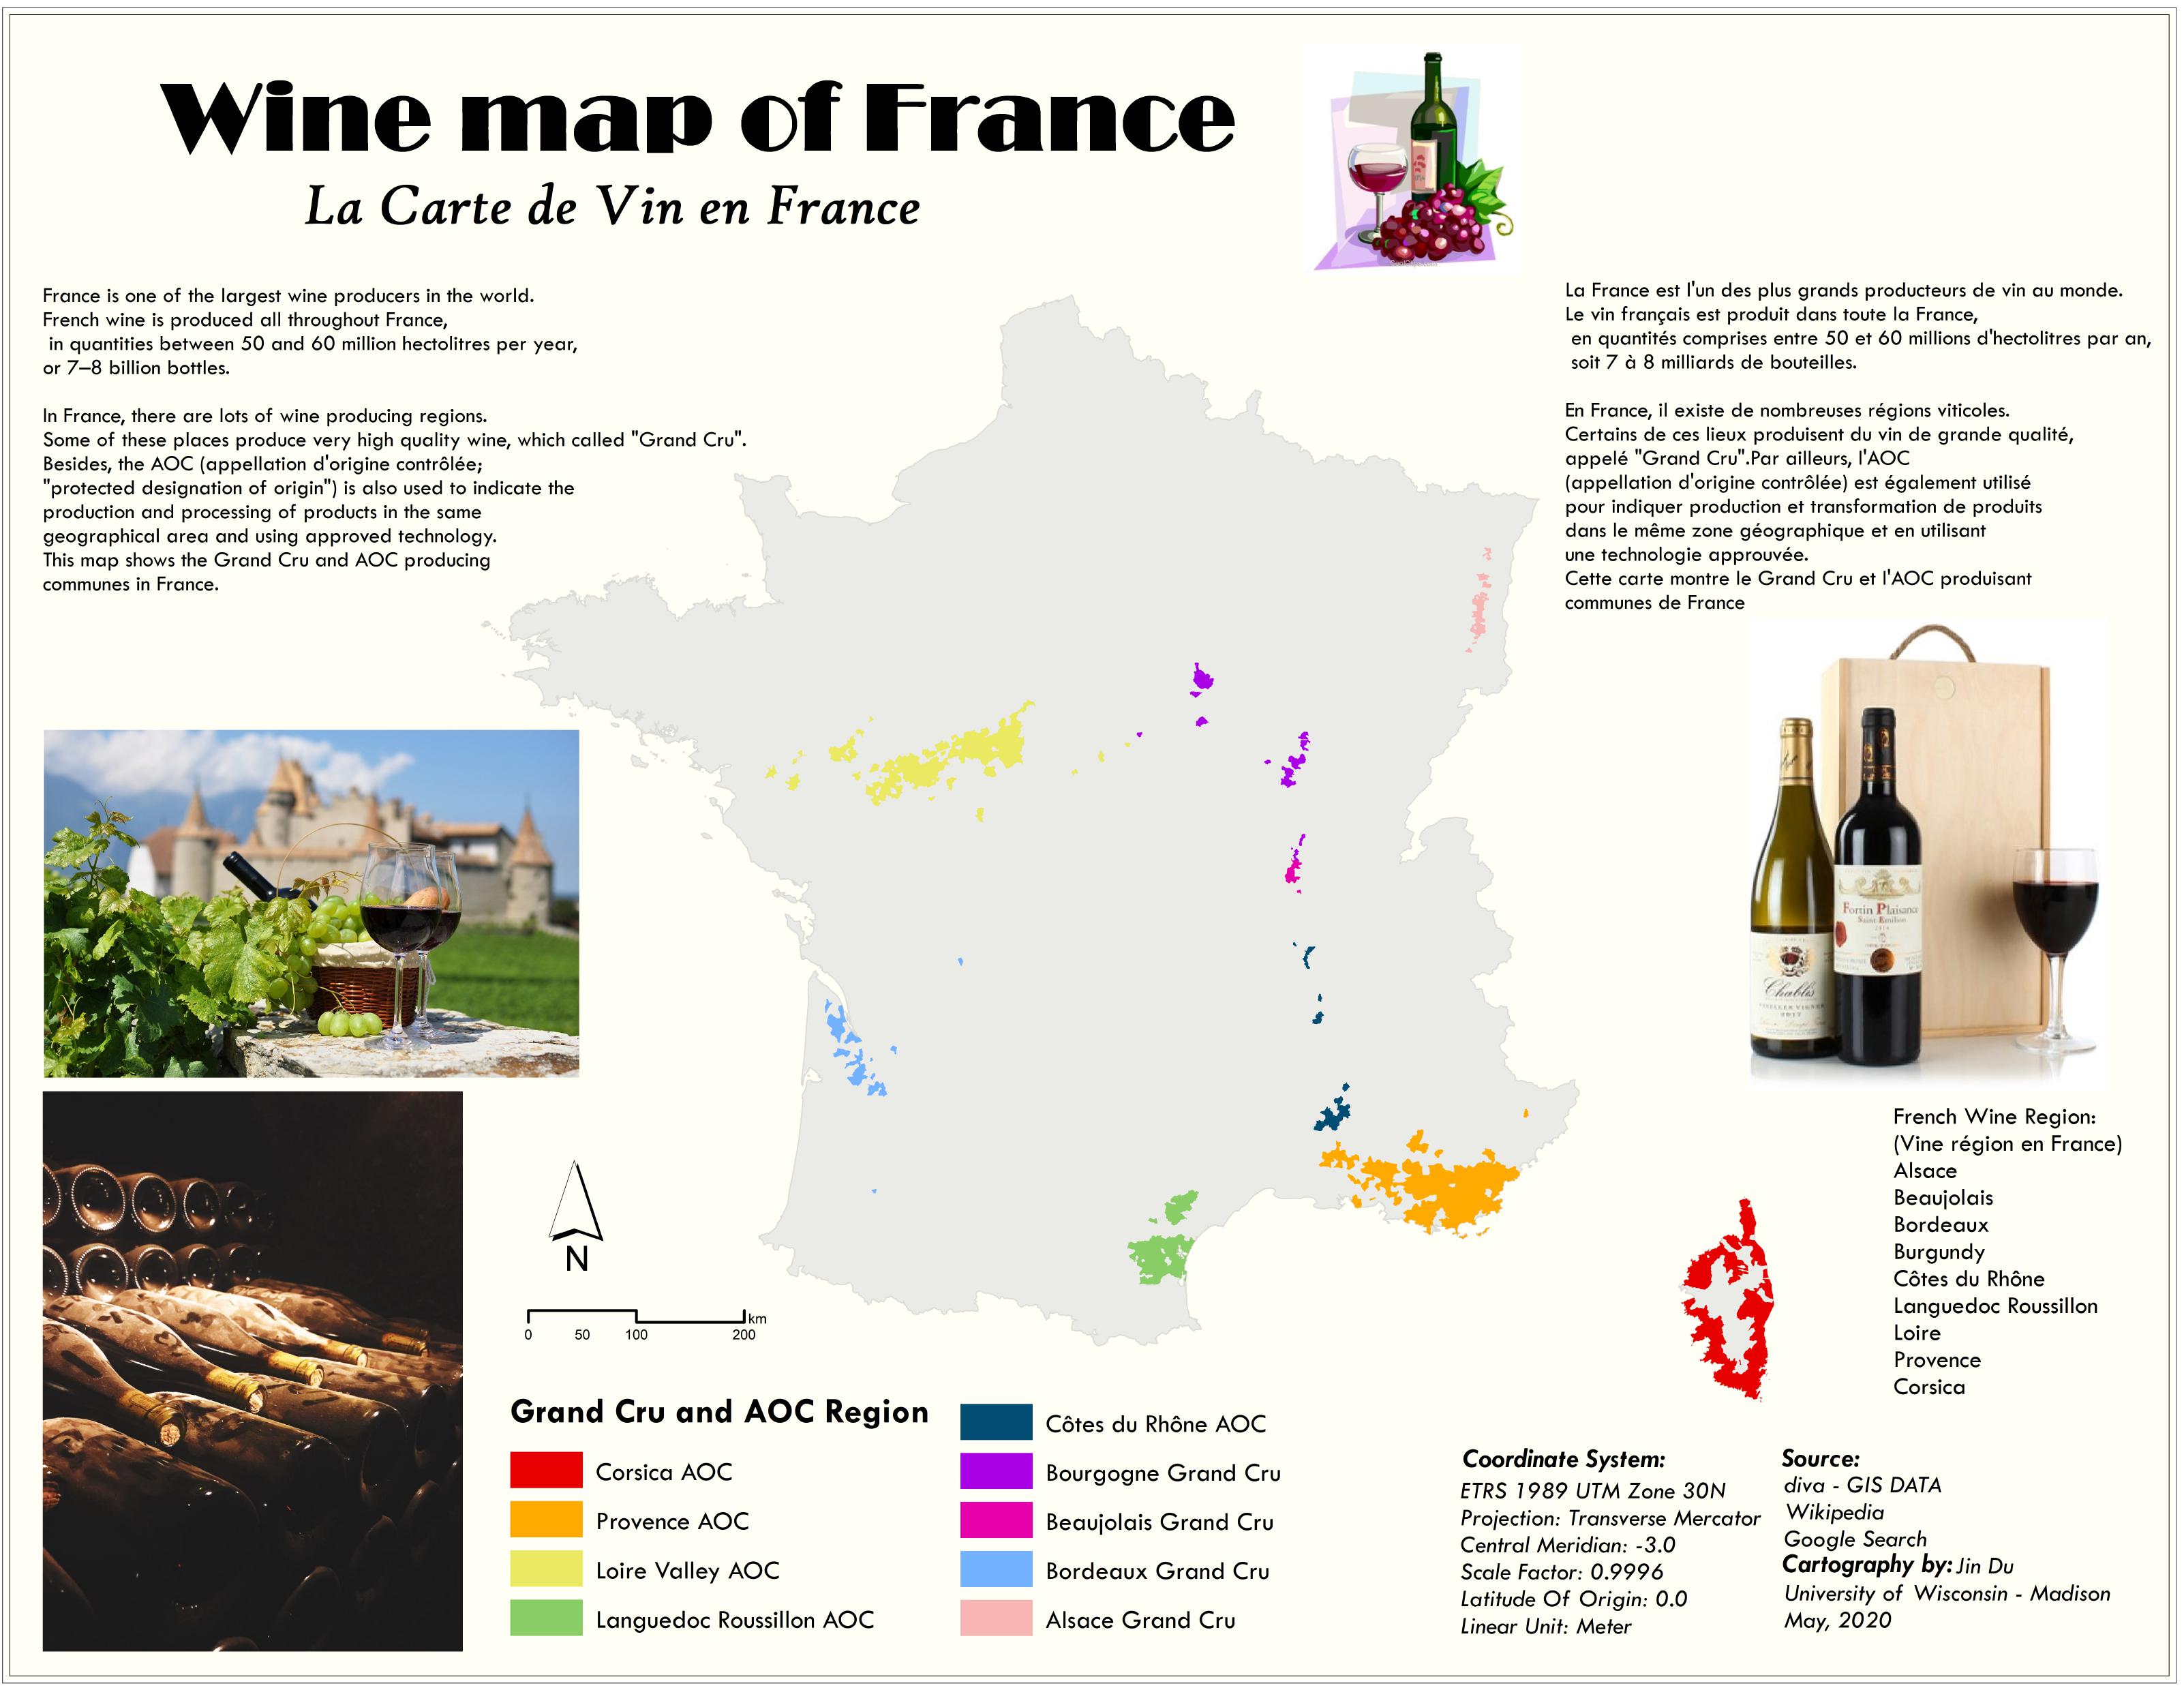 Wine map of France
La Carte de Vin en France
France is one of the largest wine producers in the world.
French wine is produced all throughout France,
in quantities between 50 and 60 million hectolitres per year,
or 7–8 billion bottles.
In France, there are lots of wine producing regions.
Some of these places produce very high quality wine, which called "Grand Cru".
Besides, the AOC (appellation d'origine contrôlée;
"protected designation of origin") is also used to indicate the
production and processing of products in the same
geographical area and using approved technology.
This map shows the Grand Cru and AOC producing
communes in France.
La France est l'un des plus grands producteurs de vin au monde.
Le vin français est produit dans toute la France,
en quantités comprises entre 50 et 60 millions d'hectolitres par an,
soit 7 à 8 milliards de bouteilles.
En France, il existe de nombreuses régions viticoles.
Certains de ces lieux produisent du vin de grande qualité,
appelé "Grand Cru".Par ailleurs, l'AOC
(appellation d'origine contrôlée) est également utilisé
pour indiquer production et transformation de produits
dans le même zone géographique et en utilisant
une technologie approuvée.
Cette carte montre le Grand Cru et l'AOC produisant
communes de France
Fortin Plaisance
Saint Emilion
2014
Chablis
VIEILLES VIGNES
2017
French Wine Region:
(Vine région en France)
Alsace
Beaujolais
Bordeaux
Burgundy
Côtes du Rhône
Languedoc Roussillon
Loire
Provence
Corsica
N
km
0 50 100 200
Grand Cru and AOC Region
Corsica AOC
Provence AOC
Loire Valley AOC
Languedoc Roussillon AOC
Côtes du Rhône AOC
Bourgogne Grand Cru
Beaujolais Grand Cru
Bordeaux Grand Cru
Alsace Grand Cru
Coordinate System:
ETRS 1989 UTM Zone 30N
Projection: Transverse Mercator
Central Meridian: -3.0
Scale Factor: 0.9996
Latitude Of Origin: 0.0
Linear Unit: Meter
Source:
diva - GIS DATA
Wikipedia
Google Search
Cartography by: Jin Du
University of Wisconsin - Madison
May, 2020